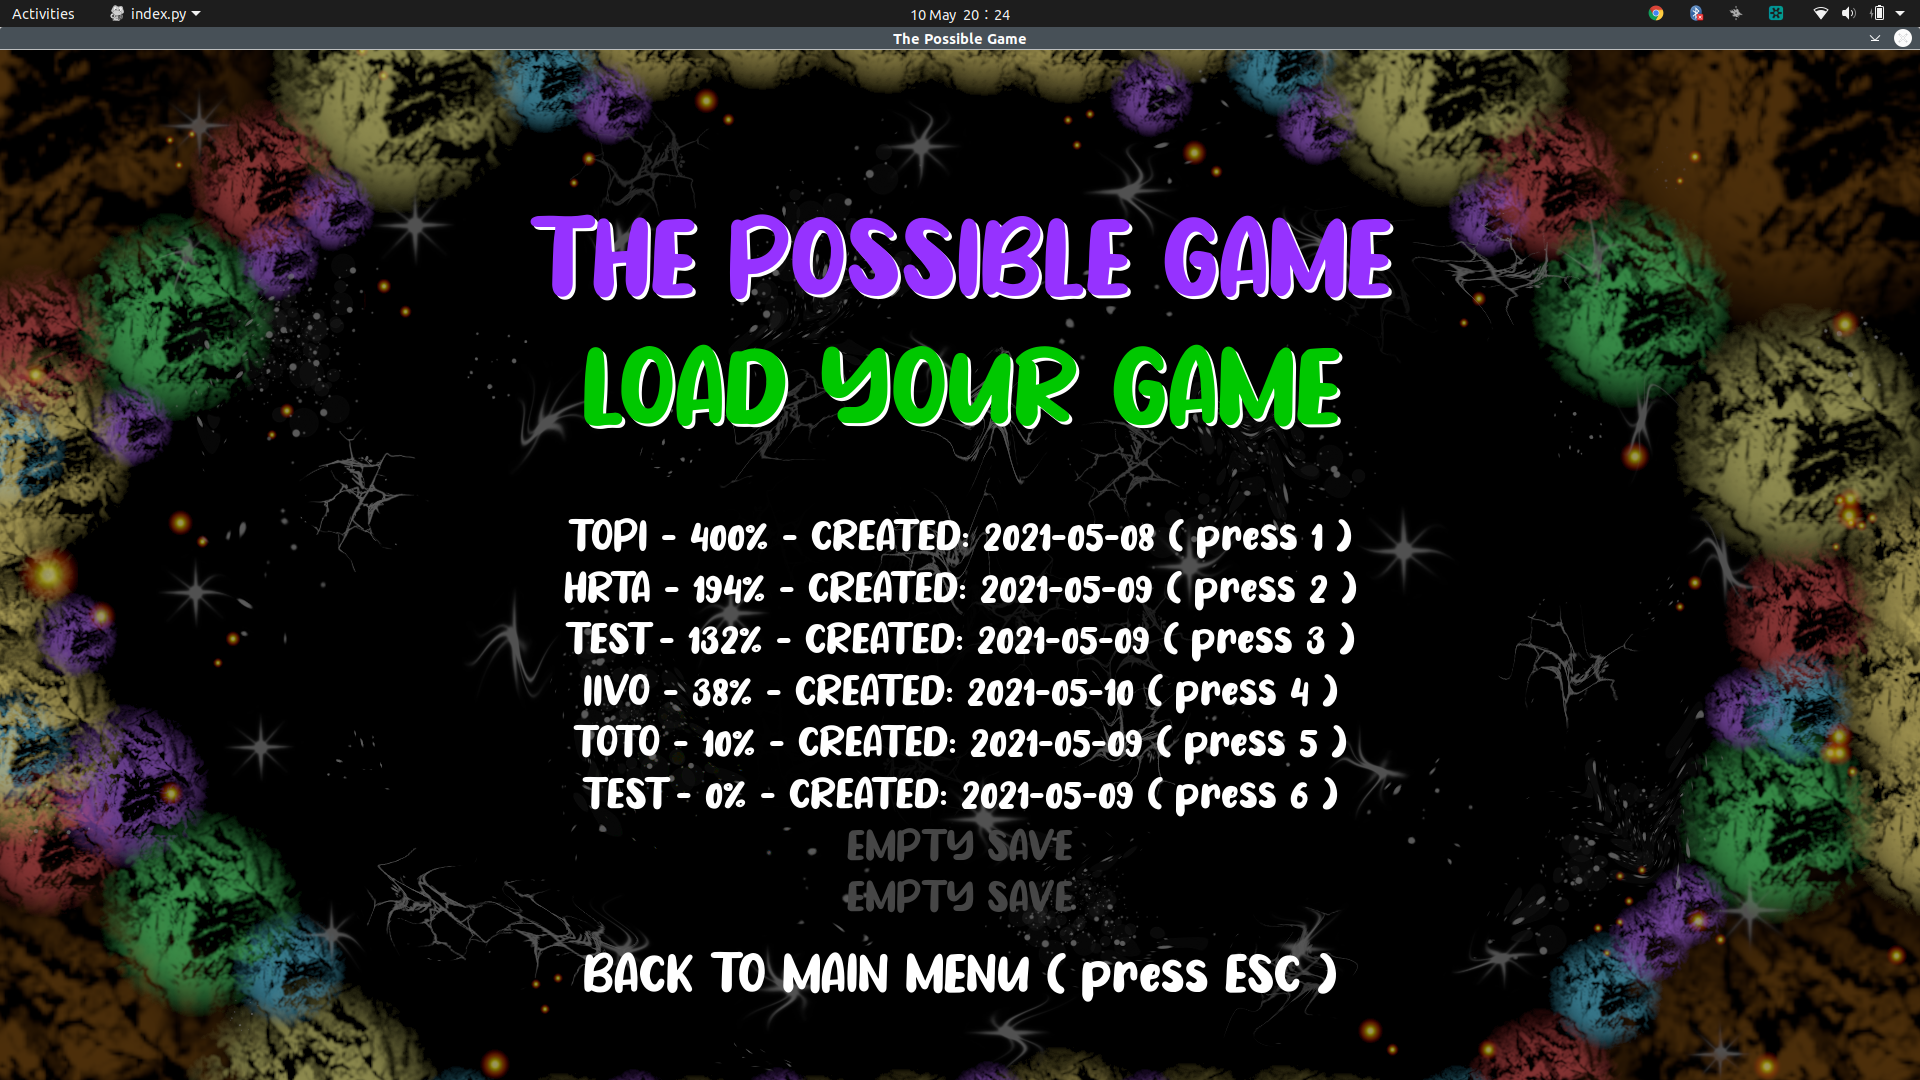 Activities index.py 10 May 20:24
The Possible Game
THE POSSIBLE GAME
LOAD YOUR GAME
TOPI - 400% - CREATED: 2021-05-08 ( press 1 )
HRTA - 194% - CREATED: 2021-05-09 ( press 2 )
TEST - 132% - CREATED: 2021-05-09 ( press 3 )
IIVO - 38% - CREATED: 2021-05-10 ( press 4 )
TOTO - 10% - CREATED: 2021-05-09 ( press 5 )
TEST - 0% - CREATED: 2021-05-09 ( press 6 )
EMPTY SAVE
EMPTY SAVE
BACK TO MAIN MENU ( press ESC )